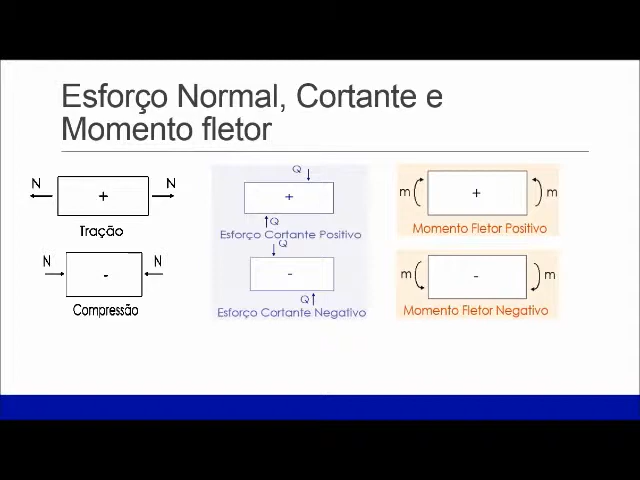 Esforço Normal, Cortante e
Momento fletor
N + N
Tração
N - N
Compressão
Q
+
Q
Esforço Cortante Positivo
Q
-
Q
Esforço Cortante Negativo
m + m
Momento Fletor Positivo
m - m
Momento Fletor Negativo